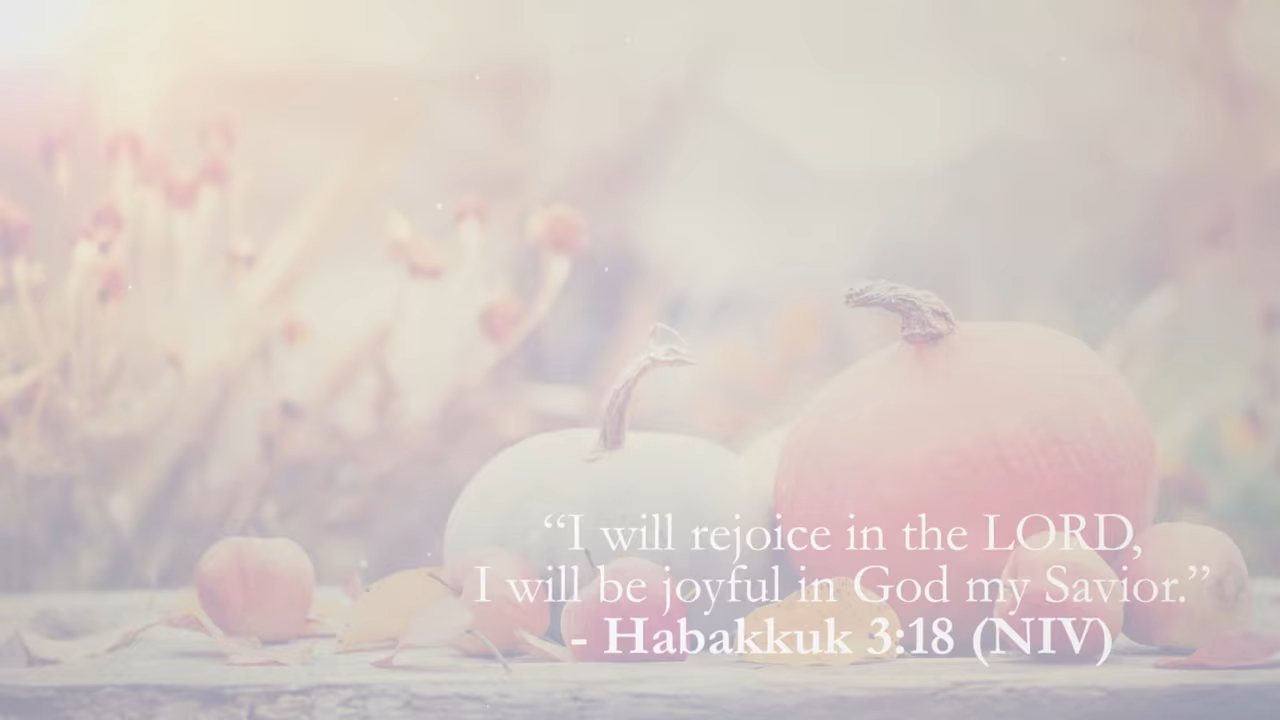 “I will rejoice in the LORD,
I will be joyful in God my Savior.”
- Habakkuk 3:18 (NIV)